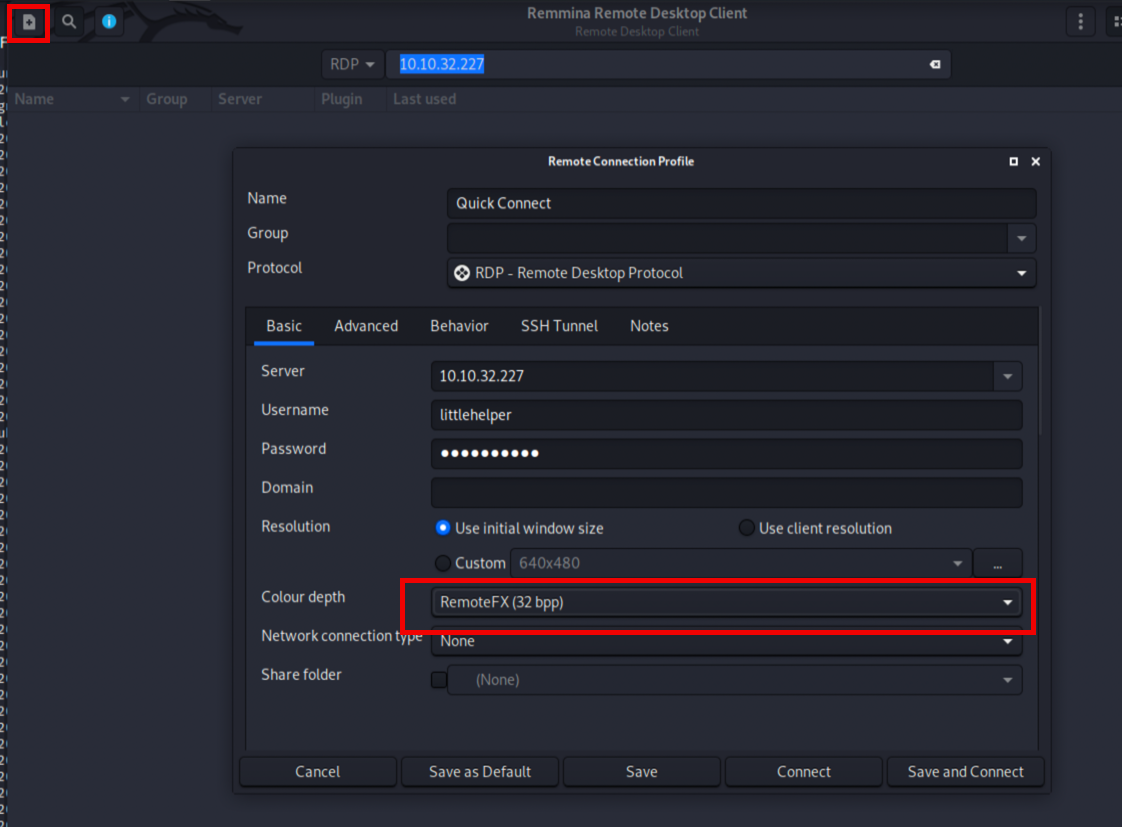 Remmina Remote Desktop Client
Remote Desktop Client
RDP 10.10.32.227
Name Group Server Plugin Last used
Remote Connection Profile
Name Quick Connect
Group
Protocol RDP - Remote Desktop Protocol
Basic Advanced Behavior SSH Tunnel Notes
Server 10.10.32.227
Username littlehelper
Password ●●●●●●●●●●
Domain
Resolution Use initial window size Use client resolution
Custom 640x480 ...
Colour depth RemoteFX (32 bpp)
Network connection type None
Share folder (None)
Cancel Save as Default Save Connect Save and Connect